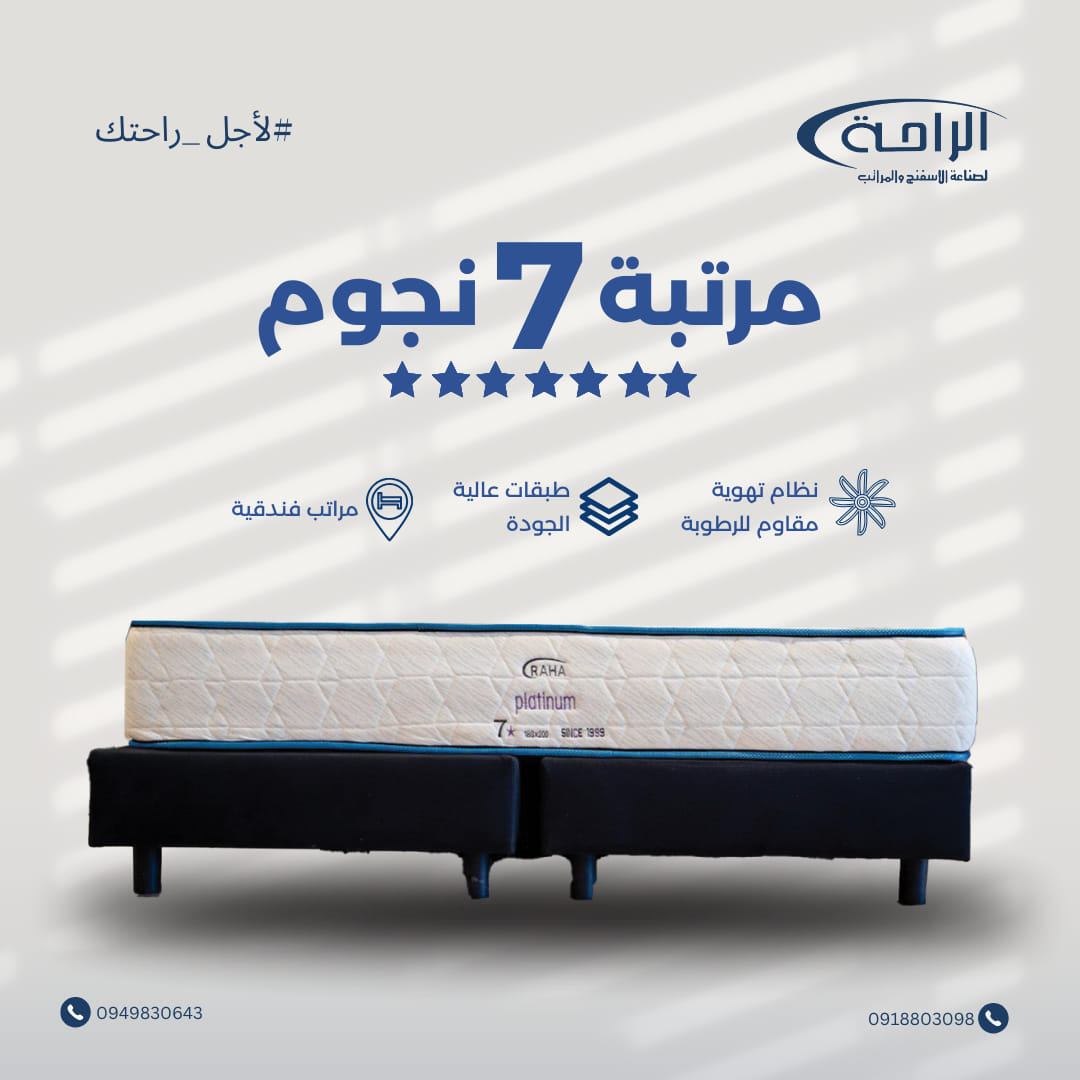 الراحة
لصناعة الاسفنج والمراتب
#لأجل_راحتك
مرتبة 7 نجوم
نظام تهوية
مقاوم للرطوبة
طبقات عالية
الجودة
مراتب فندقية
RAHA
platinum
7 180x200 SINCE 1999
0918803098
0949830643